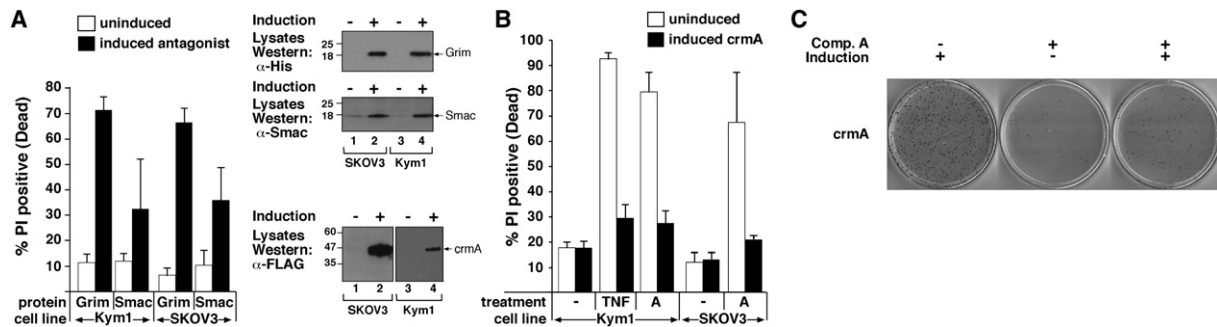 A
uninduced
induced antagonist
% PI positive (Dead)
80
70
60
50
40
30
20
10
protein Grim Smac Grim Smac
cell line Kym1 SKOV3
Induction - + - +
Lysates
Western:
α-His
25
18
Grim
Induction - + - +
Lysates
Western:
α-Smac
25
18
Smac
1 2 3 4
SKOV3 Kym1
Induction - + - +
Lysates
Western:
α-FLAG
60
47
35
crmA
1 2 3 4
SKOV3 Kym1
B
uninduced
induced crmA
% PI positive (Dead)
100
90
80
70
60
50
40
30
20
10
treatment - TNF A - A
cell line Kym1 SKOV3
C
Comp. A - + +
Induction + - +
crmA